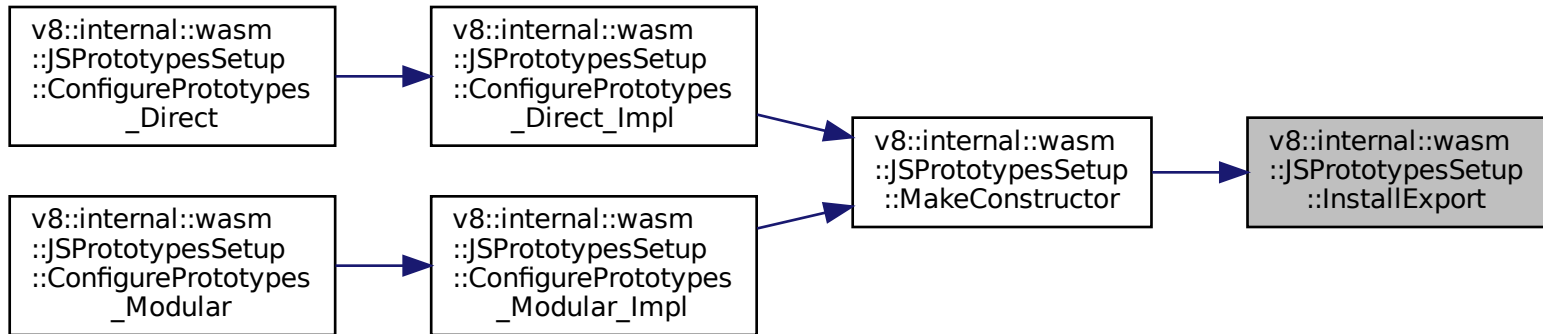 v8::internal::wasm
::JSPrototypesSetup
::ConfigurePrototypes
_Direct
v8::internal::wasm
::JSPrototypesSetup
::ConfigurePrototypes
_Direct_Impl
v8::internal::wasm
::JSPrototypesSetup
::MakeConstructor
v8::internal::wasm
::JSPrototypesSetup
::InstallExport
v8::internal::wasm
::JSPrototypesSetup
::ConfigurePrototypes
_Modular
v8::internal::wasm
::JSPrototypesSetup
::ConfigurePrototypes
_Modular_Impl